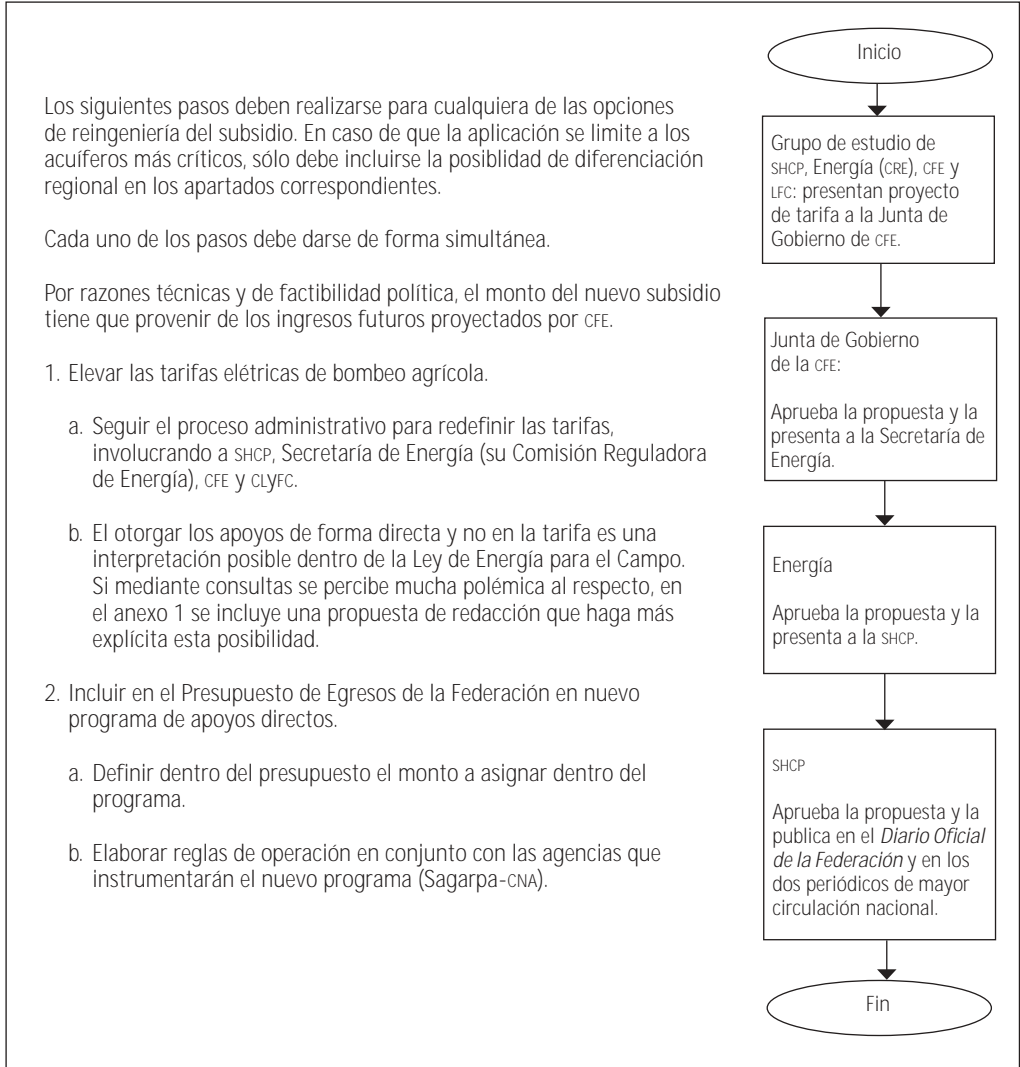 Los siguientes pasos deben realizarse para cualquiera de las opciones
de reingeniería del subsidio. En caso de que la aplicación se limite a los
acuíferos más críticos, sólo debe incluirse la posiblidad de diferenciación
regional en los apartados correspondientes.
Cada uno de los pasos debe darse de forma simultánea.
Por razones técnicas y de factibilidad política, el monto del nuevo subsidio
tiene que provenir de los ingresos futuros proyectados por CFE.
1. Elevar las tarifas elétricas de bombeo agrícola.
a. Seguir el proceso administrativo para redefinir las tarifas,
involucrando a SHCP, Secretaría de Energía (su Comisión Reguladora
de Energía), CFE y CLyFC.
b. El otorgar los apoyos de forma directa y no en la tarifa es una
interpretación posible dentro de la Ley de Energía para el Campo.
Si mediante consultas se percibe mucha polémica al respecto, en
el anexo 1 se incluye una propuesta de redacción que haga más
explícita esta posibilidad.
2. Incluir en el Presupuesto de Egresos de la Federación en nuevo
programa de apoyos directos.
a. Definir dentro del presupuesto el monto a asignar dentro del
programa.
b. Elaborar reglas de operación en conjunto con las agencias que
instrumentarán el nuevo programa (Sagarpa-CNA).
Inicio
Grupo de estudio de
SHCP, Energía (CRE), CFE y
LFC: presentan proyecto
de tarifa a la Junta de
Gobierno de CFE.
Junta de Gobierno
de la CFE:
Aprueba la propuesta y la
presenta a la Secretaría de
Energía.
Energía
Aprueba la propuesta y la
presenta a la SHCP.
SHCP
Aprueba la propuesta y la
publica en el Diario Oficial
de la Federación y en los
dos periódicos de mayor
circulación nacional.
Fin